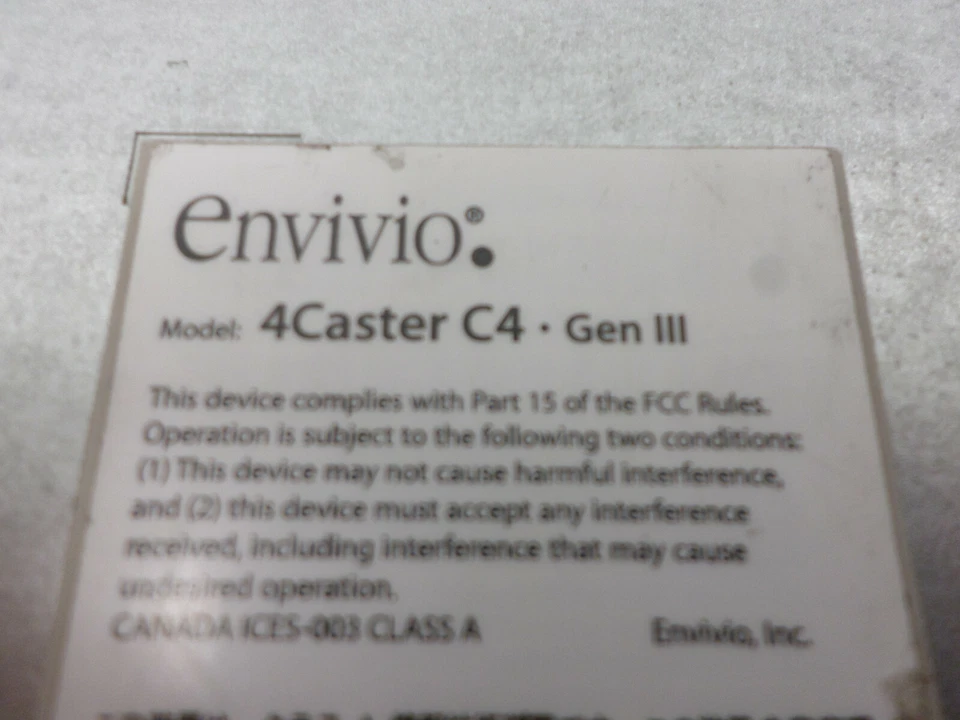 envivio®
Model: 4Caster C4 · Gen III
This device complies with Part 15 of the FCC Rules.
Operation is subject to the following two conditions:
(1) This device may not cause harmful interference,
and (2) this device must accept any interference
received, including interference that may cause
undesired operation.
CANADA ICES-003 CLASS A Envivio, Inc.